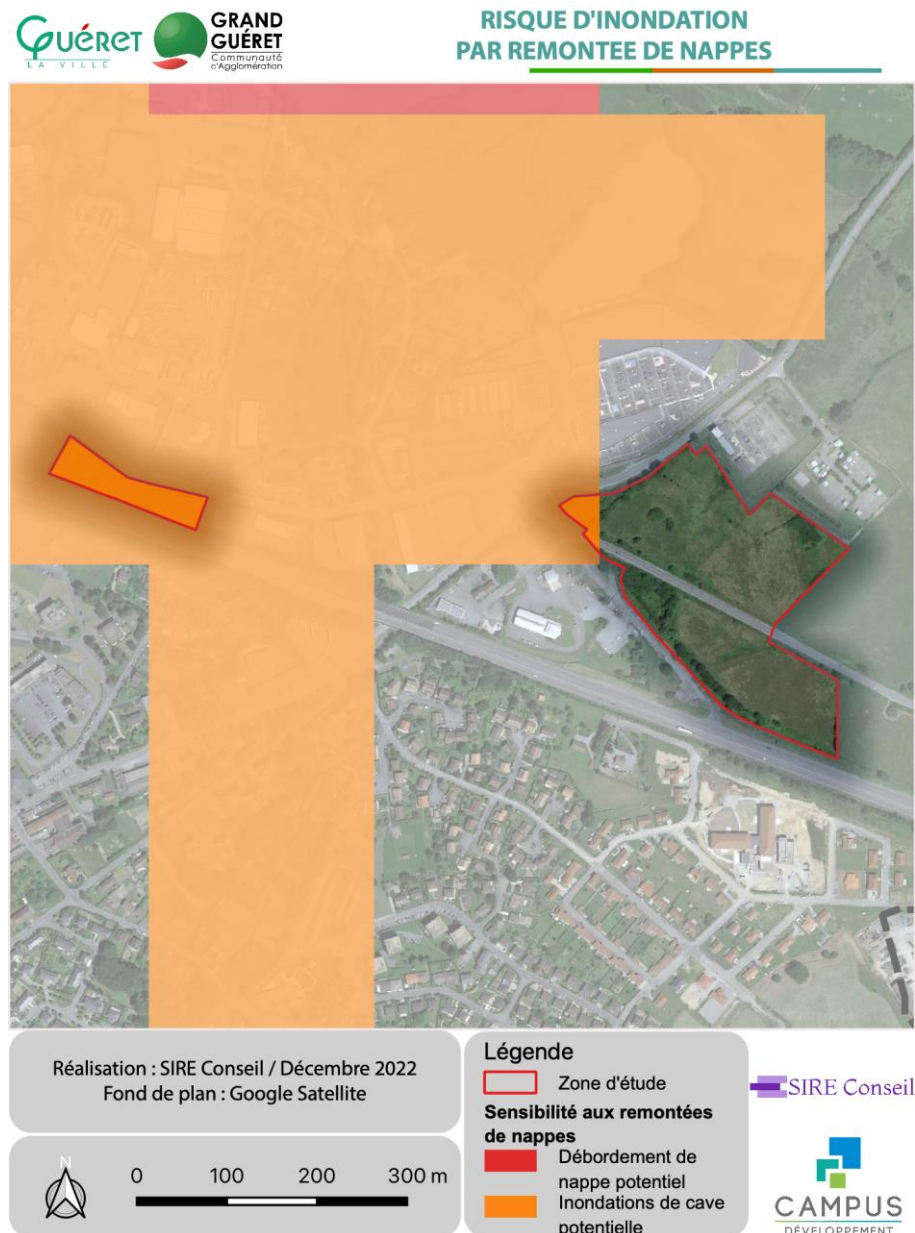 Guéret
LA VILLE
GRAND
GUÉRET
Communauté
d'Agglomération
RISQUE D'INONDATION
PAR REMONTEE DE NAPPES
Réalisation : SIRE Conseil / Décembre 2022
Fond de plan : Google Satellite
N
0 100 200 300 m
Légende
Zone d'étude
Sensibilité aux remontées
de nappes
Débordement de
nappe potentiel
Inondations de cave
potentielle
SIRE Conseil
CAMPUS
DÉVELOPPEMENT